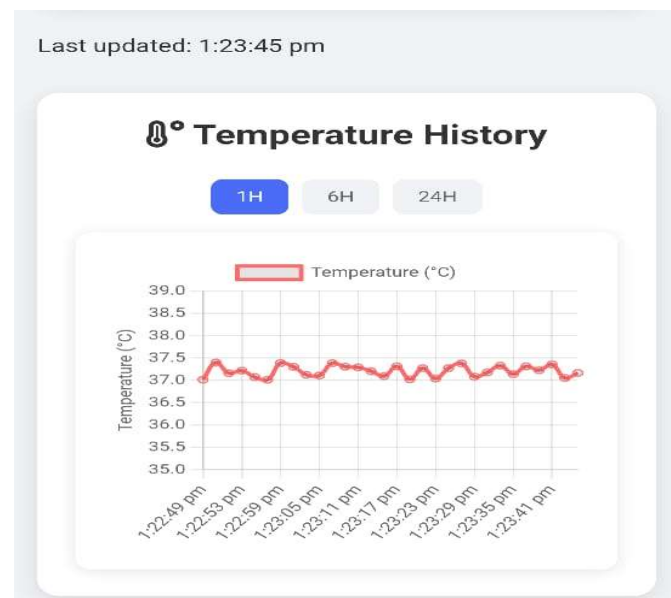 Last updated: 1:23:45 pm
Temperature History
1H 6H 24H
Temperature (°C)
39.0
38.5
38.0
37.5
37.0
36.5
36.0
35.5
35.0
Temperature (°C)
1:22:49 pm
1:22:53 pm
1:22:59 pm
1:23:05 pm
1:23:11 pm
1:23:17 pm
1:23:23 pm
1:23:29 pm
1:23:35 pm
1:23:41 pm